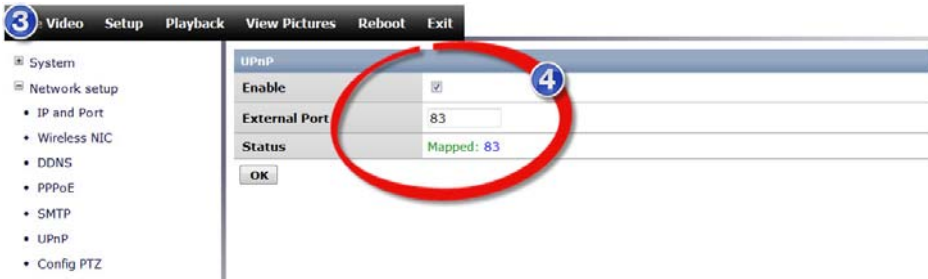 3 Video Setup Playback View Pictures Reboot Exit
System
Network setup
IP and Port
Wireless NIC
DDNS
PPPoE
SMTP
UPnP
Config PTZ
UPnP
Enable
4
External Port 83
Status Mapped: 83
OK